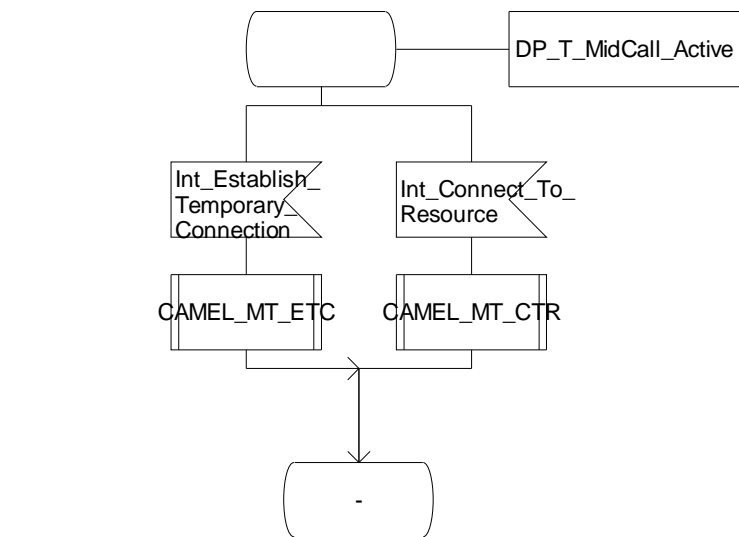 DP_T_MidCall_Active
Int_Establish_
Temporary_
Connection
Int_Connect_To_
Resource
CAMEL_MT_ETC
CAMEL_MT_CTR
-